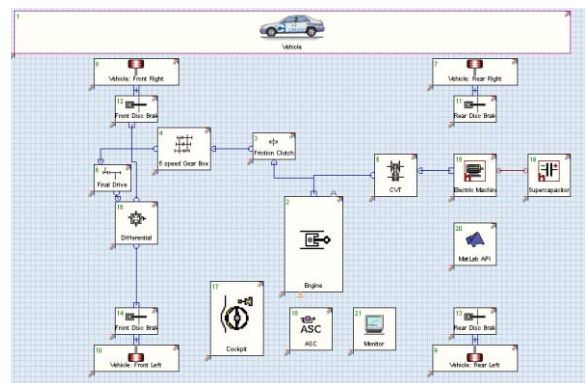 1
Vehicle
8
Vehicle: Front Right
7
Vehicle: Rear Right
12
Front Disc Brak
11
Rear Disc Brak
4
5 speed Gear Box
3
Friction Clutch
6
Final Drive
5
CVT
15
Electric Machin
19
Supercapacitor
16
Differential
2
Engine
20
MatLab API
17
Cockpit
18
ASC
ASC
21
Monitor
14
Front Disc Brak
13
Rear Disc Brak
10
Vehicle: Front Left
9
Vehicle: Rear Left